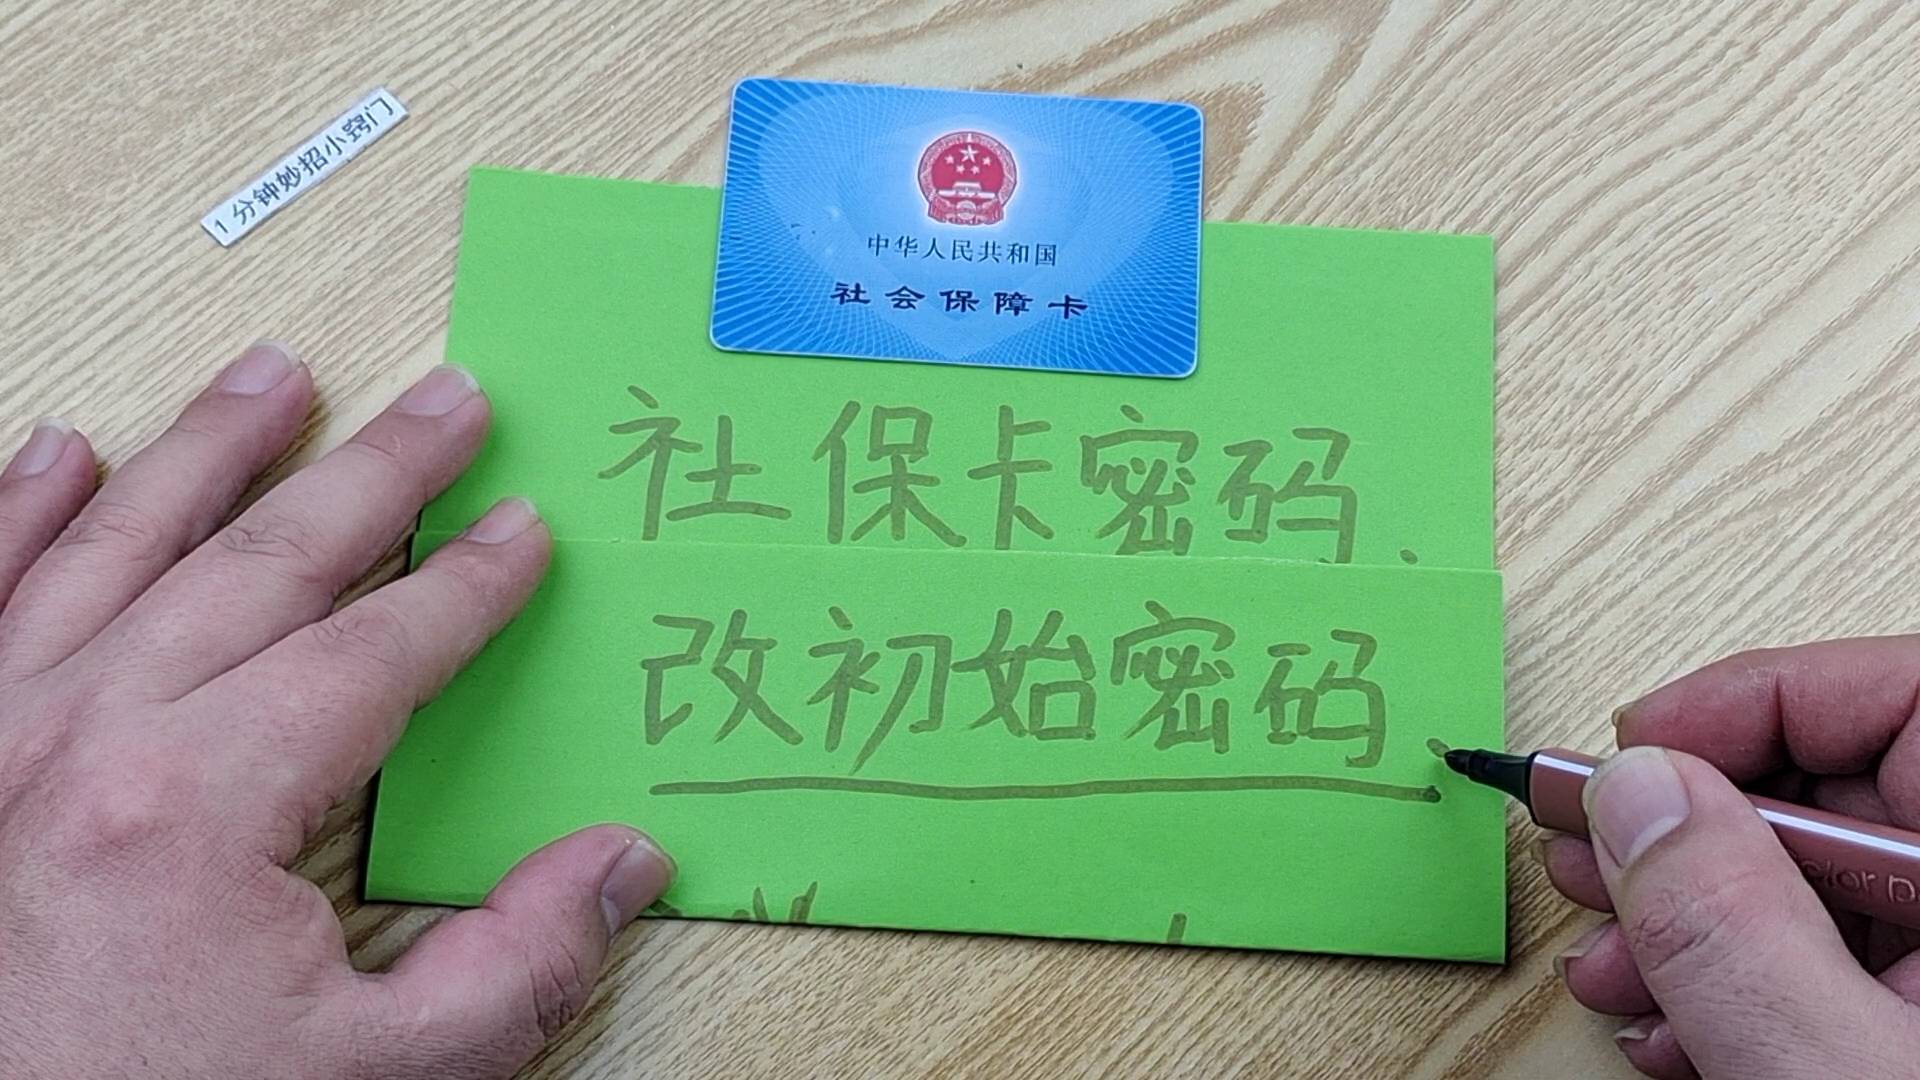 1分钟妙招小窍门
中华人民共和国
社会保障卡
社保卡密码.
改初始密码.